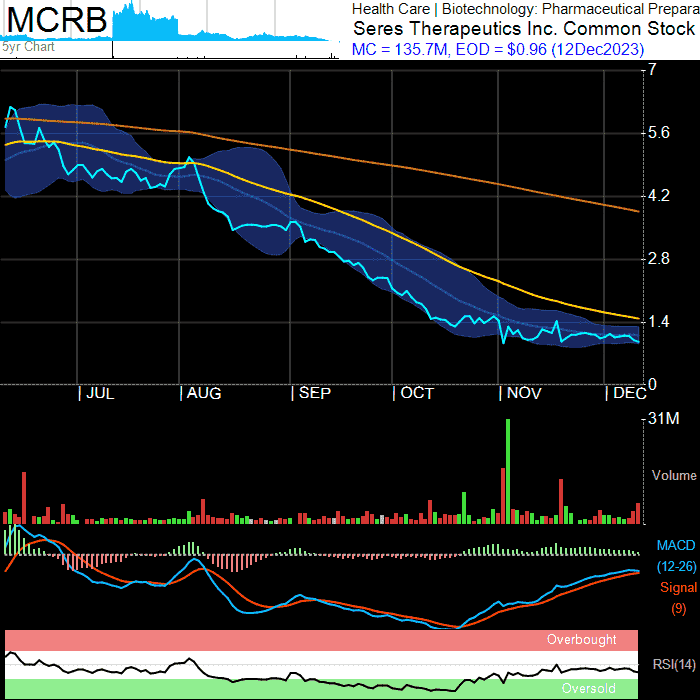 MCRB
5yr Chart
Health Care | Biotechnology: Pharmaceutical Prepara
Seres Therapeutics Inc. Common Stock
MC = 135.7M, EOD = $0.96 (12Dec2023)
7
5.6
4.2
2.8
1.4
0
| JUL | AUG | SEP | OCT | NOV | DEC
31M
Volume
MACD
(12-26)
Signal
(9)
Overbought
RSI(14)
Oversold